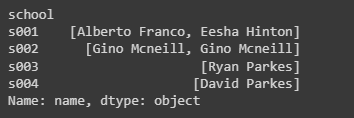 school
s001 [Alberto Franco, Eesha Hinton]
s002 [Gino Mcneill, Gino Mcneill]
s003 [Ryan Parkes]
s004 [David Parkes]
Name: name, dtype: object